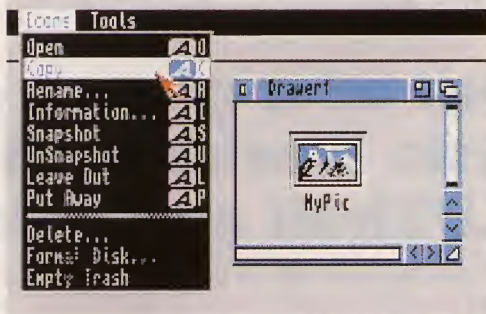 Icons Tools
Open A O
Copy A C
Rename... A R
Information... A I
Snapshot A S
UnSnapshot A U
Leave Out A L
Put Away A P
Delete...
Format Disk...
Empty Trash
Drawer1
MyPic